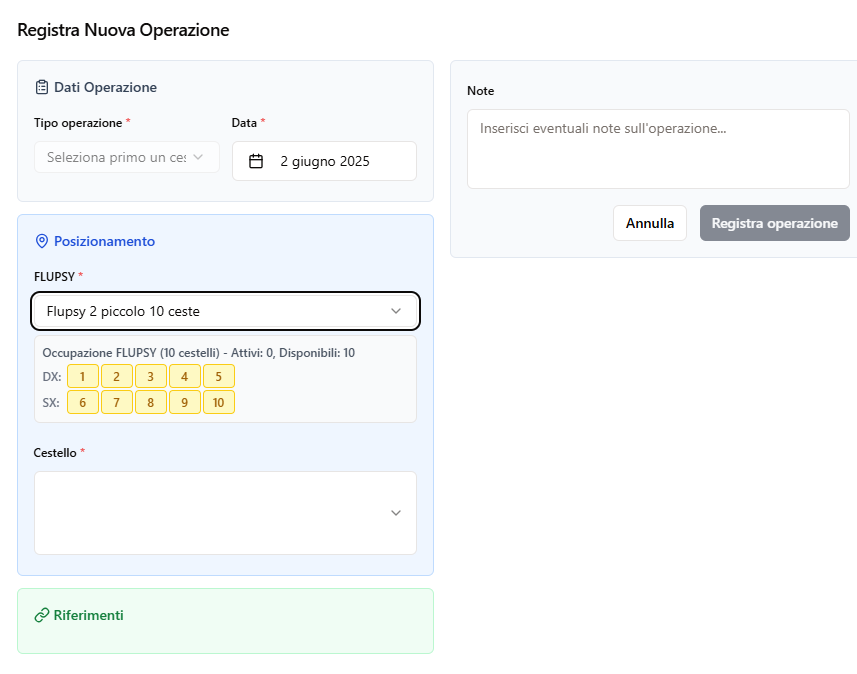 Registra Nuova Operazione
Dati Operazione
Tipo operazione *
Data *
Seleziona primo un ces
2 giugno 2025
Posizionamento
FLUPSY *
Flupsy 2 piccolo 10 ceste
Occupazione FLUPSY (10 cestelli) - Attivi: 0, Disponibili: 10
DX: 1 2 3 4 5
SX: 6 7 8 9 10
Cestello *
Riferimenti
Note
Inserisci eventuali note sull'operazione...
Annulla
Registra operazione